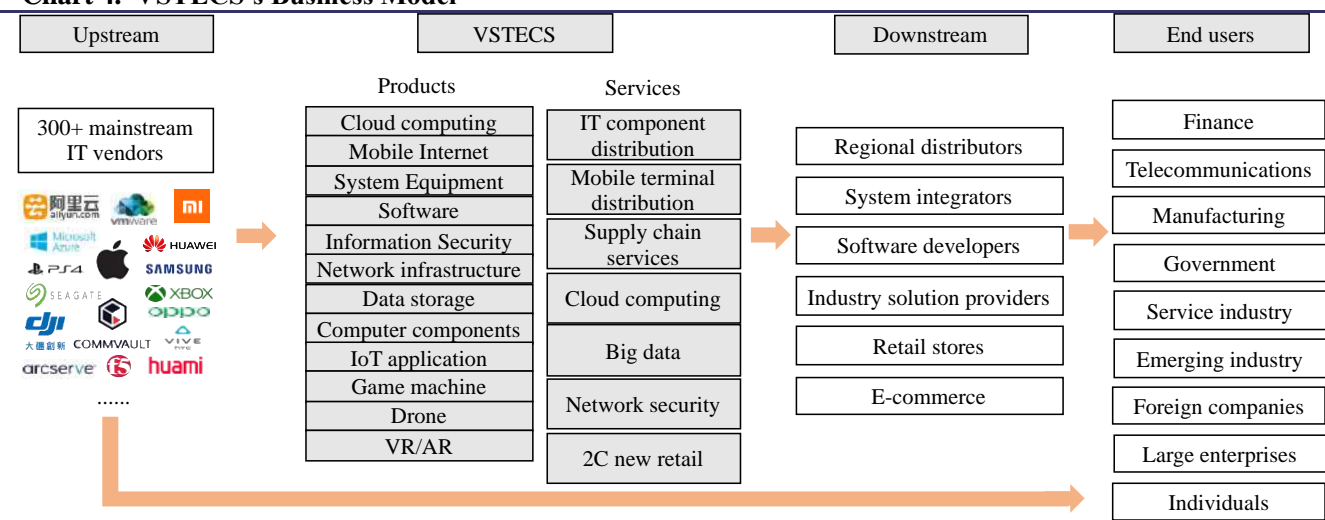 Chart 4: VSTECS's Business Model
Upstream
VSTECS
Downstream
End users
300+ mainstream
IT vendors
阿里云
aliyun.com
vmware
mi
Microsoft
Azure
HUAWEI
PS4
SAMSUNG
SEAGATE
XBOX
oppo
dji
大疆創新
COMMVAULT
VIVE
arcserve
huami
......
Products
Cloud computing
Mobile Internet
System Equipment
Software
Information Security
Network infrastructure
Data storage
Computer components
IoT application
Game machine
Drone
VR/AR
Services
IT component
distribution
Mobile terminal
distribution
Supply chain
services
Cloud computing
Big data
Network security
2C new retail
Regional distributors
System integrators
Software developers
Industry solution providers
Retail stores
E-commerce
Finance
Telecommunications
Manufacturing
Government
Service industry
Emerging industry
Foreign companies
Large enterprises
Individuals